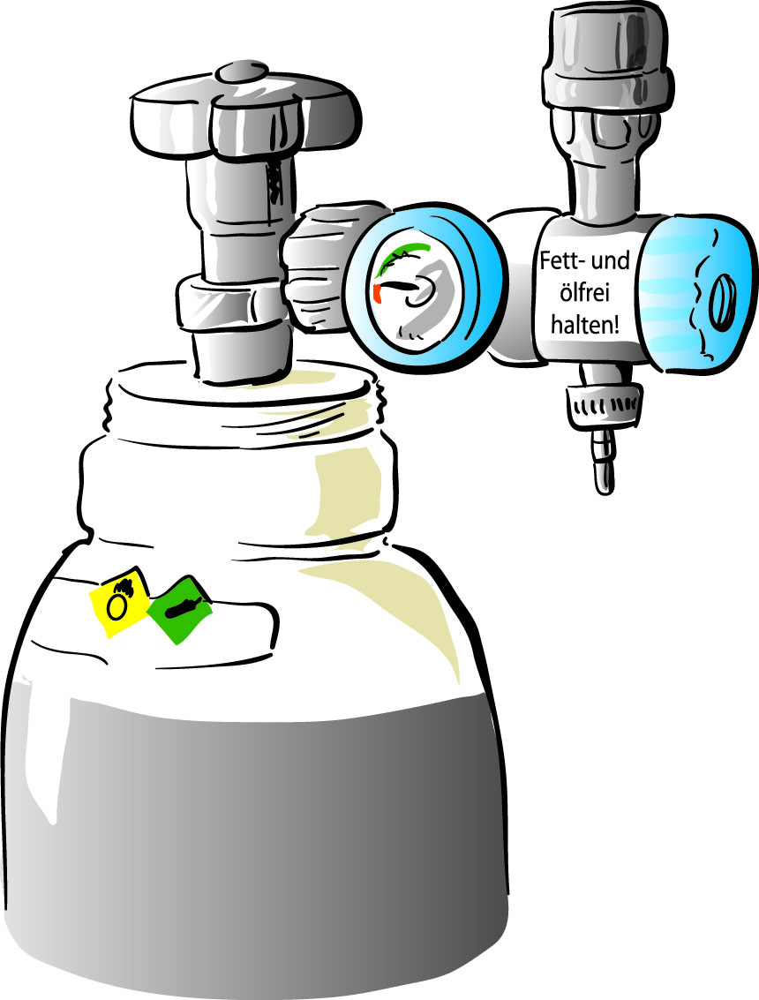 Fett- und
ölfrei
halten!